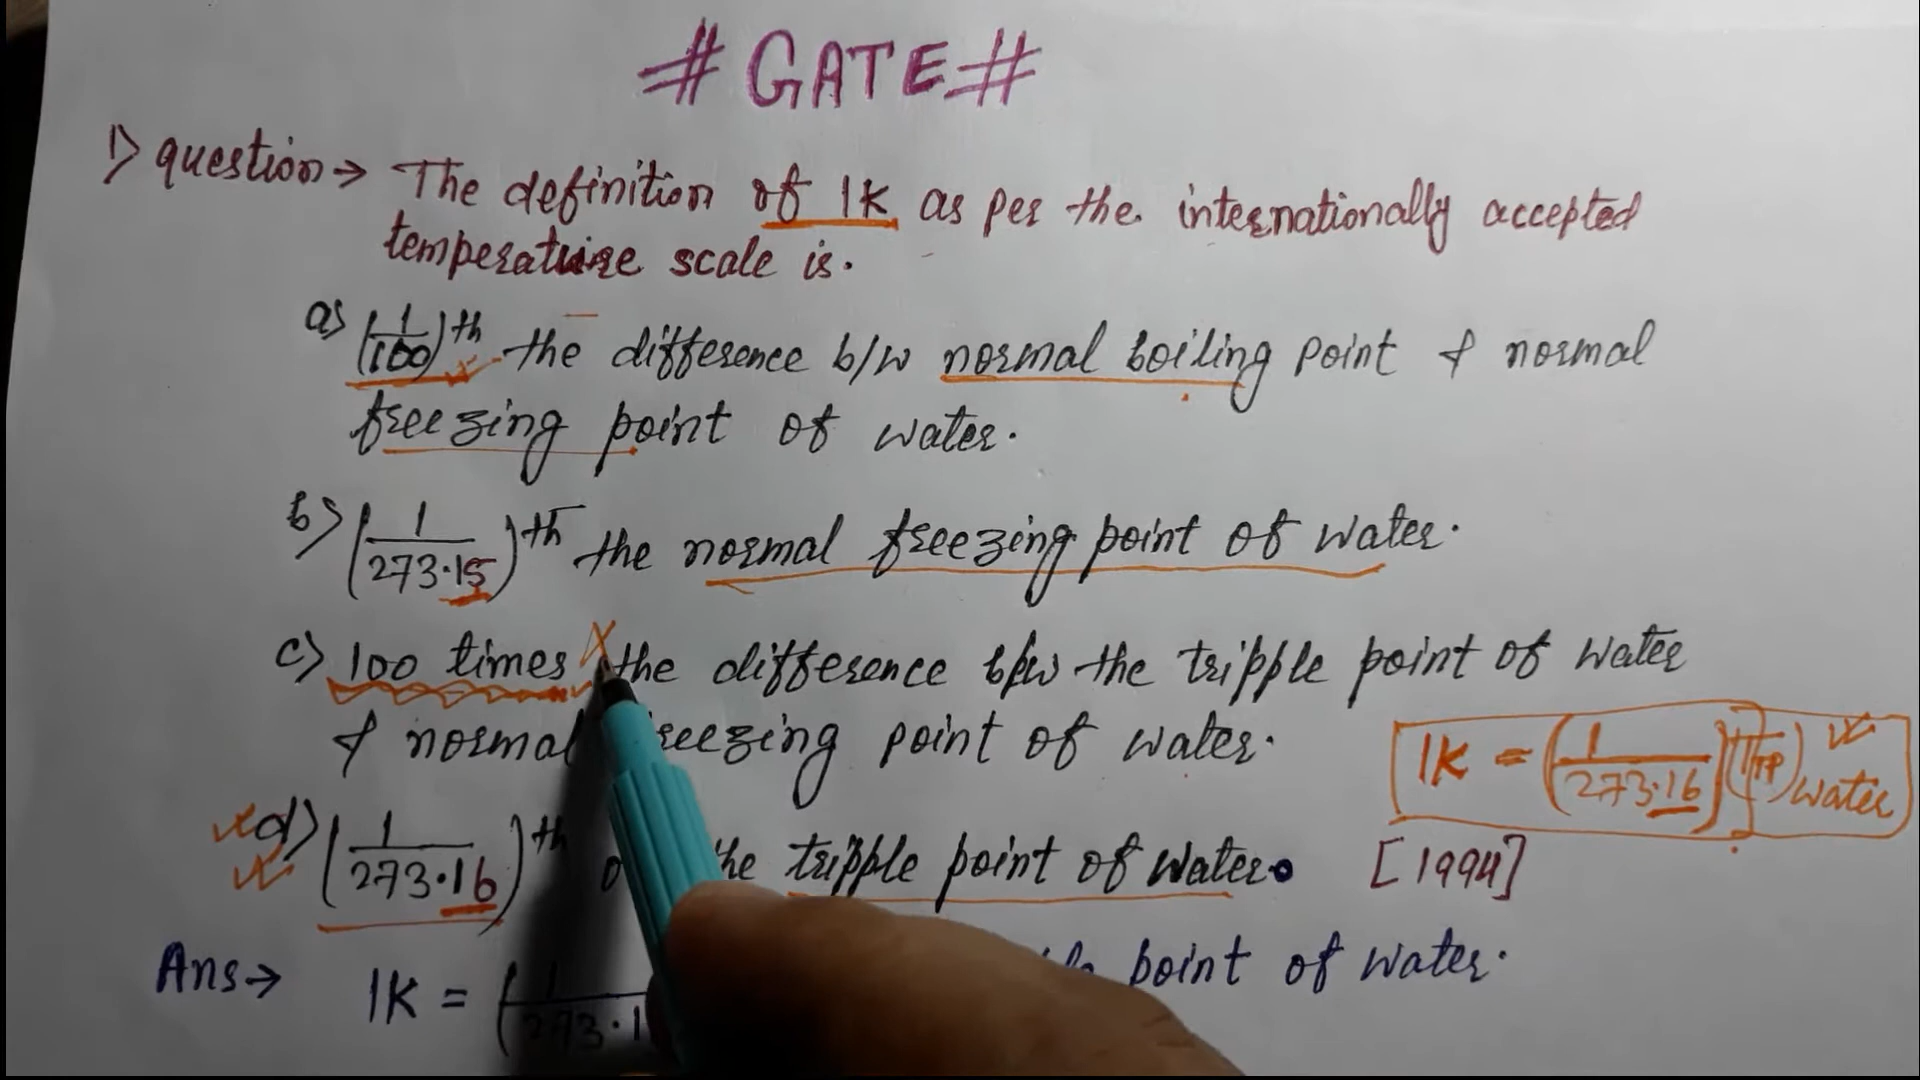 # GATE #
1> question → The definition of 1K as per the internationally accepted
temperature scale is.
a> (1/100)th the difference b/w normal boiling point & normal
freezing point of water.
b> (1/273.15)th the normal freezing point of water.
c> 100 times the difference b/w the tripple point of water
& normal freezing point of water.
1K = (1/273.16)(TTP)water
d> (1/273.16)th the tripple point of water. [1994]
Ans → 1K = point of water.